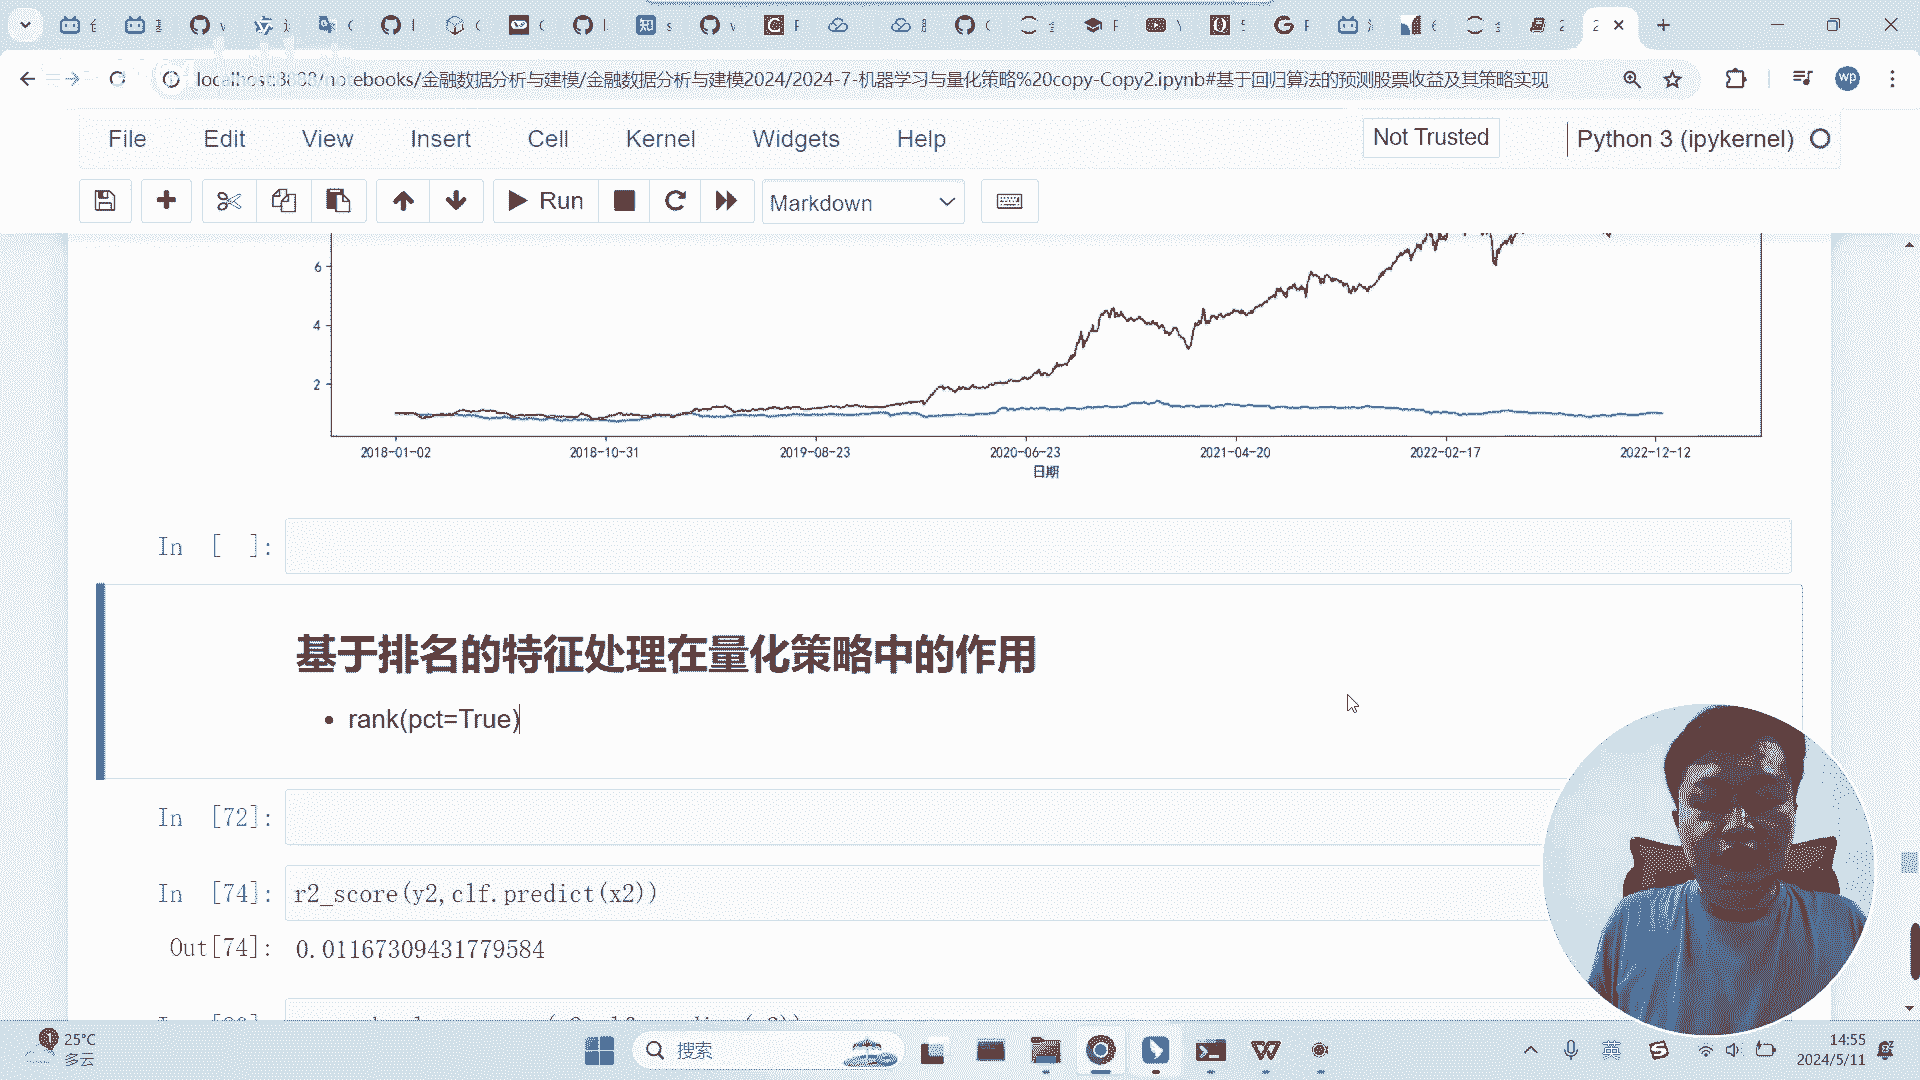 localhost:8888/notebooks/金融数据分析与建模/金融数据分析与建模2024/2024-7-机器学习与量化策略%20copy-Copy2.ipynb#基于回归算法的预测股票收益及其策略实现
wp
File Edit View Insert Cell Kernel Widgets Help
Not Trusted
Python 3 (ipykernel)
Run
Markdown
6
4
2
2018-01-02 2018-10-31 2019-08-23 2020-06-23 2021-04-20 2022-02-17 2022-12-12
日期
In [ ]:
基于排名的特征处理在量化策略中的作用
• rank(pct=True)
In [72]:
In [74]: r2_score(y2,clf.predict(x2))
Out[74]: 0.01167309431779584
25°C
多云
搜索
英
14:55
2024/5/11